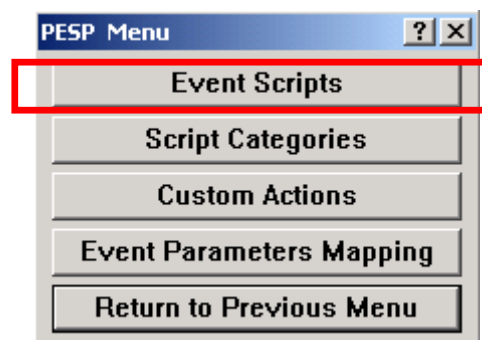 PESP Menu ? ×
Event Scripts
Script Categories
Custom Actions
Event Parameters Mapping
Return to Previous Menu